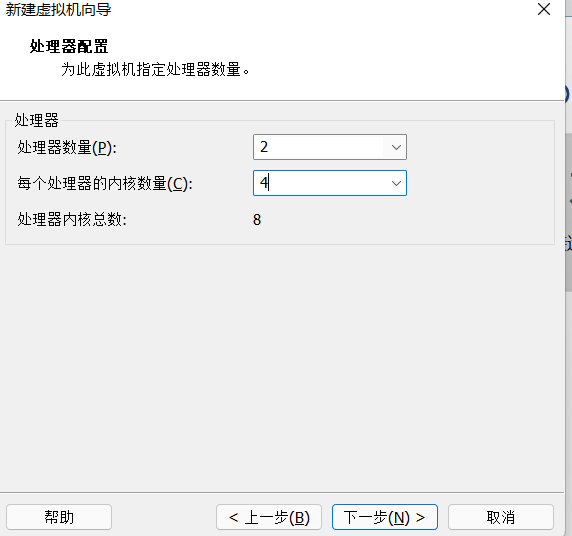 新建虚拟机向导
处理器配置
为此虚拟机指定处理器数量。
处理器
处理器数量(P): 2
每个处理器的内核数量(C): 4
处理器内核总数: 8
帮助 < 上一步(B) 下一步(N) > 取消